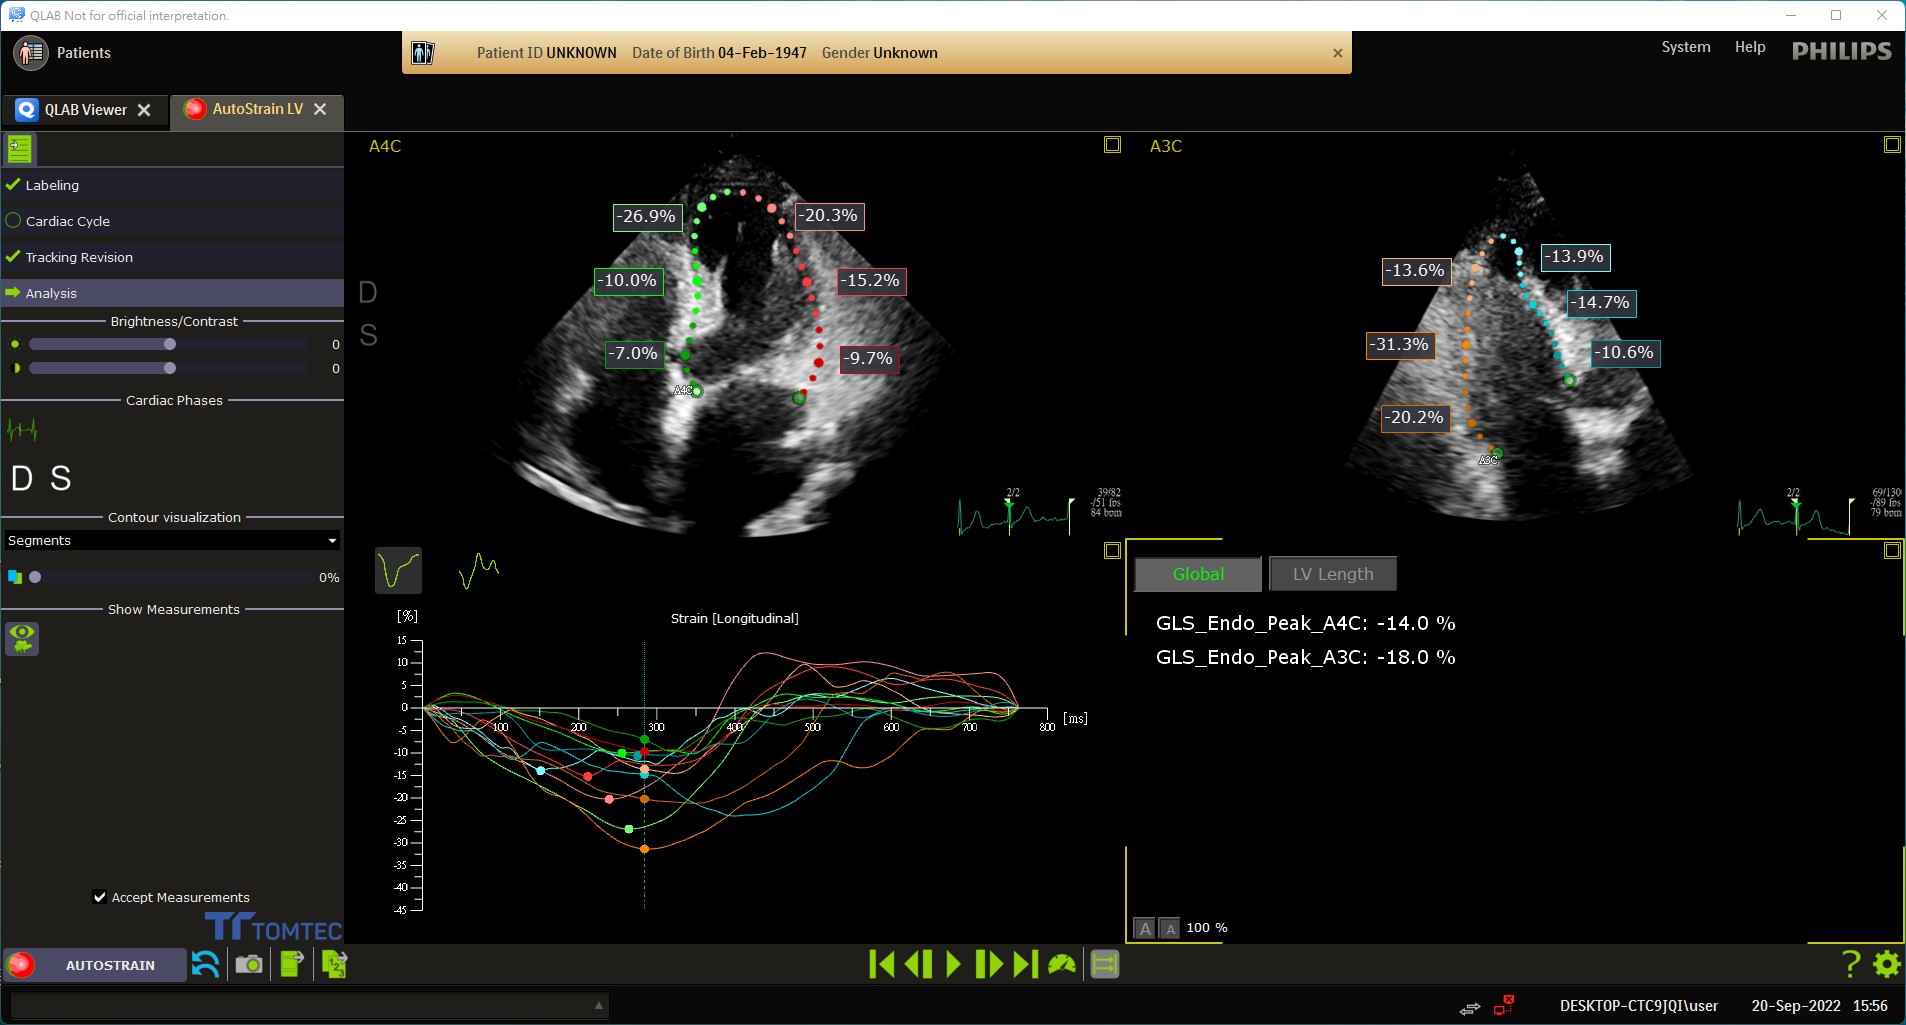 QLAB Not for official interpretation.
Patients
Patient ID UNKNOWN Date of Birth 04-Feb-1947 Gender Unknown
System Help PHILIPS
QLAB Viewer
AutoStrain LV
Labeling
Cardiac Cycle
Tracking Revision
Analysis
Brightness/Contrast
0
0
Cardiac Phases
D S
Contour visualization
Segments
0%
Show Measurements
Accept Measurements
TOMTEC
AUTOSTRAIN
A4C
D
S
-26.9%
-20.3%
-10.0%
-15.2%
-7.0%
-9.7%
A4C
2/2
39/82
-/51 fps
84 bpm
A3C
-13.9%
-13.6%
-14.7%
-31.3%
-10.6%
-20.2%
A3C
2/2
69/130
-/89 fps
79 bpm
Strain [Longitudinal]
[%]
15
10
5
0
-5
-10
-15
-20
-25
-30
-35
-40
-45
100 200 300 400 500 600 700 800 [ms]
Global LV Length
GLS_Endo_Peak_A4C: -14.0 %
GLS_Endo_Peak_A3C: -18.0 %
A A 100 %
1 2 3
?
DESKTOP-CTC9JQI\user 20-Sep-2022 15:56